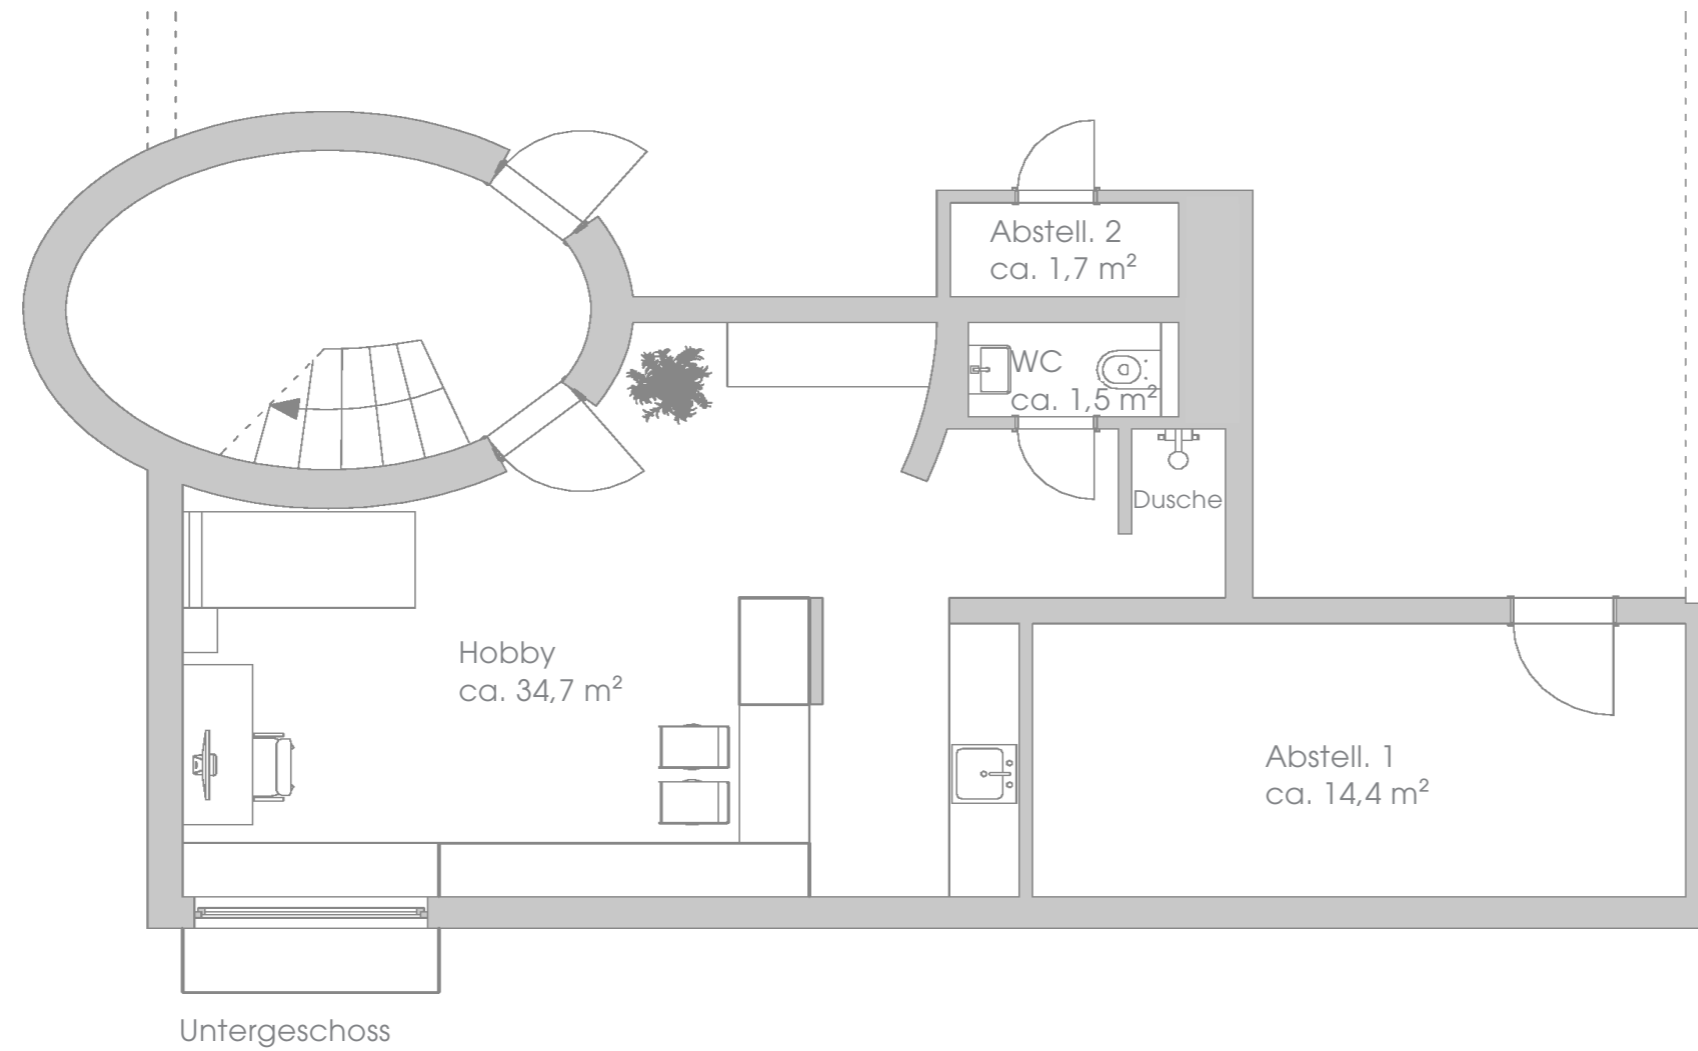 Abstell. 2
ca. 1,7 m²
WC
ca. 1,5 m²
Dusche
Hobby
ca. 34,7 m²
Abstell. 1
ca. 14,4 m²
Untergeschoss